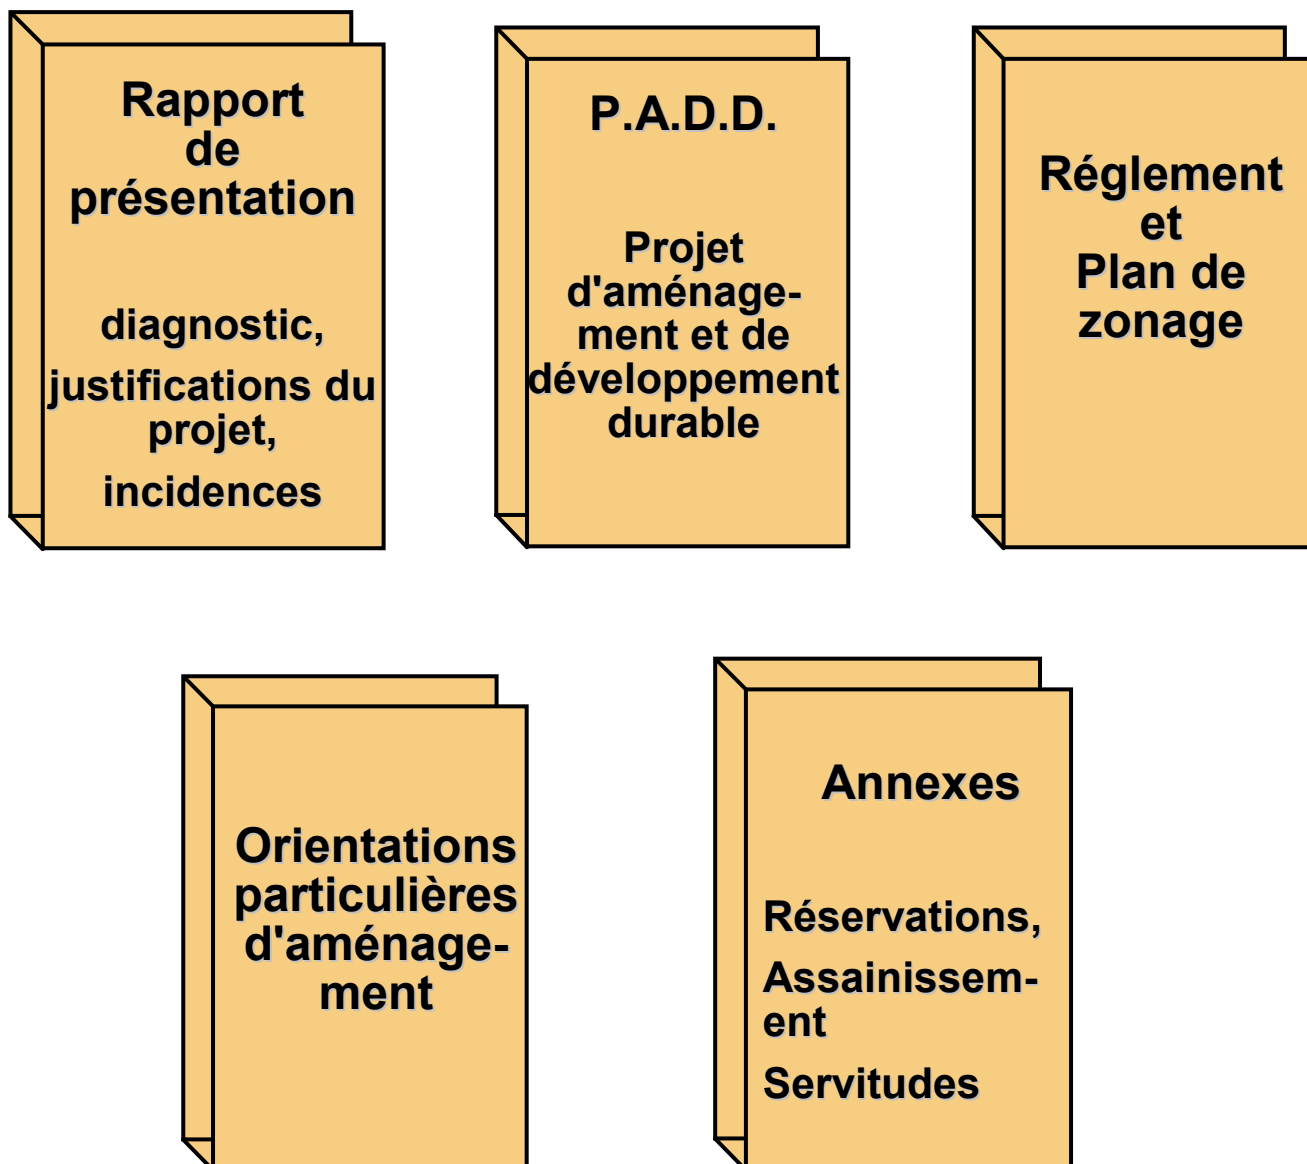 Rapport
de
présentation
diagnostic,
justifications du
projet,
incidences
P.A.D.D.
Projet
d'aménage-
ment et de
développement
durable
Réglement
et
Plan de
zonage
Orientations
particulières
d'aménage-
ment
Annexes
Réservations,
Assainissem-
ent
Servitudes